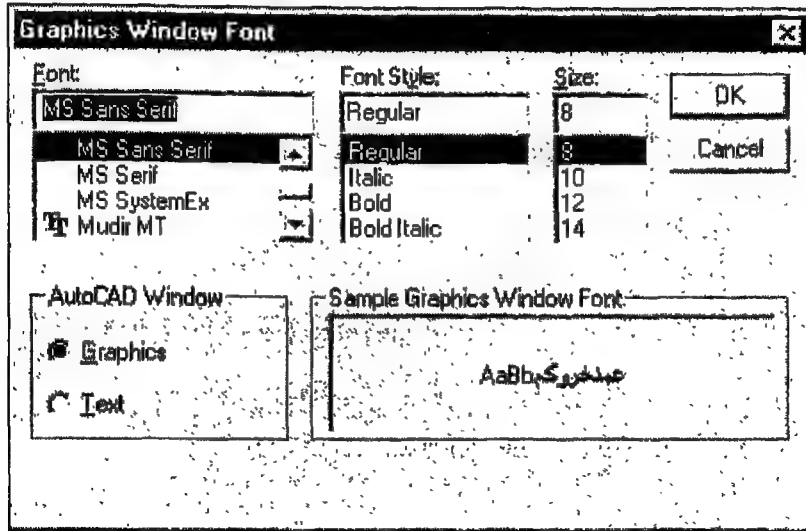 Graphics Window Font
Font:
MS Sans Serif
MS Sans Serif
MS Serif
MS SystemEx
Mudir MT
Font Style:
Regular
Regular
Italic
Bold
Bold Italic
Size:
8
8
10
12
14
OK
Cancel
AutoCAD Window
Graphics
Text
Sample Graphics Window Font
AaBb